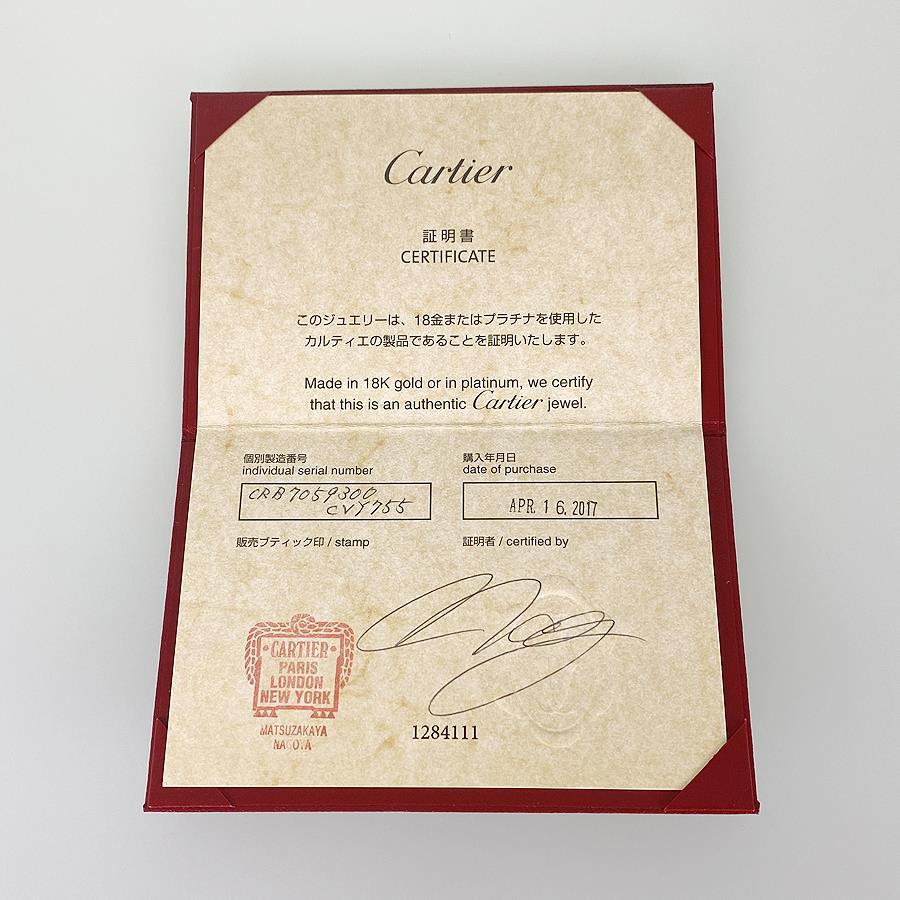 Cartier
証明書
CERTIFICATE
このジュエリーは、18金またはプラチナを使用した
カルティエの製品であることを証明いたします。
Made in 18K gold or in platinum, we certify
that this is an authentic Cartier jewel.
個別製造番号
individual serial number
CRB7059300
CVY755
購入年月日
date of purchase
APR. 16. 2017
販売ブティック印 / stamp
証明者 / certified by
CARTIER
PARIS
LONDON
NEW YORK
MATSUZAKAYA
NAGOYA
1284111